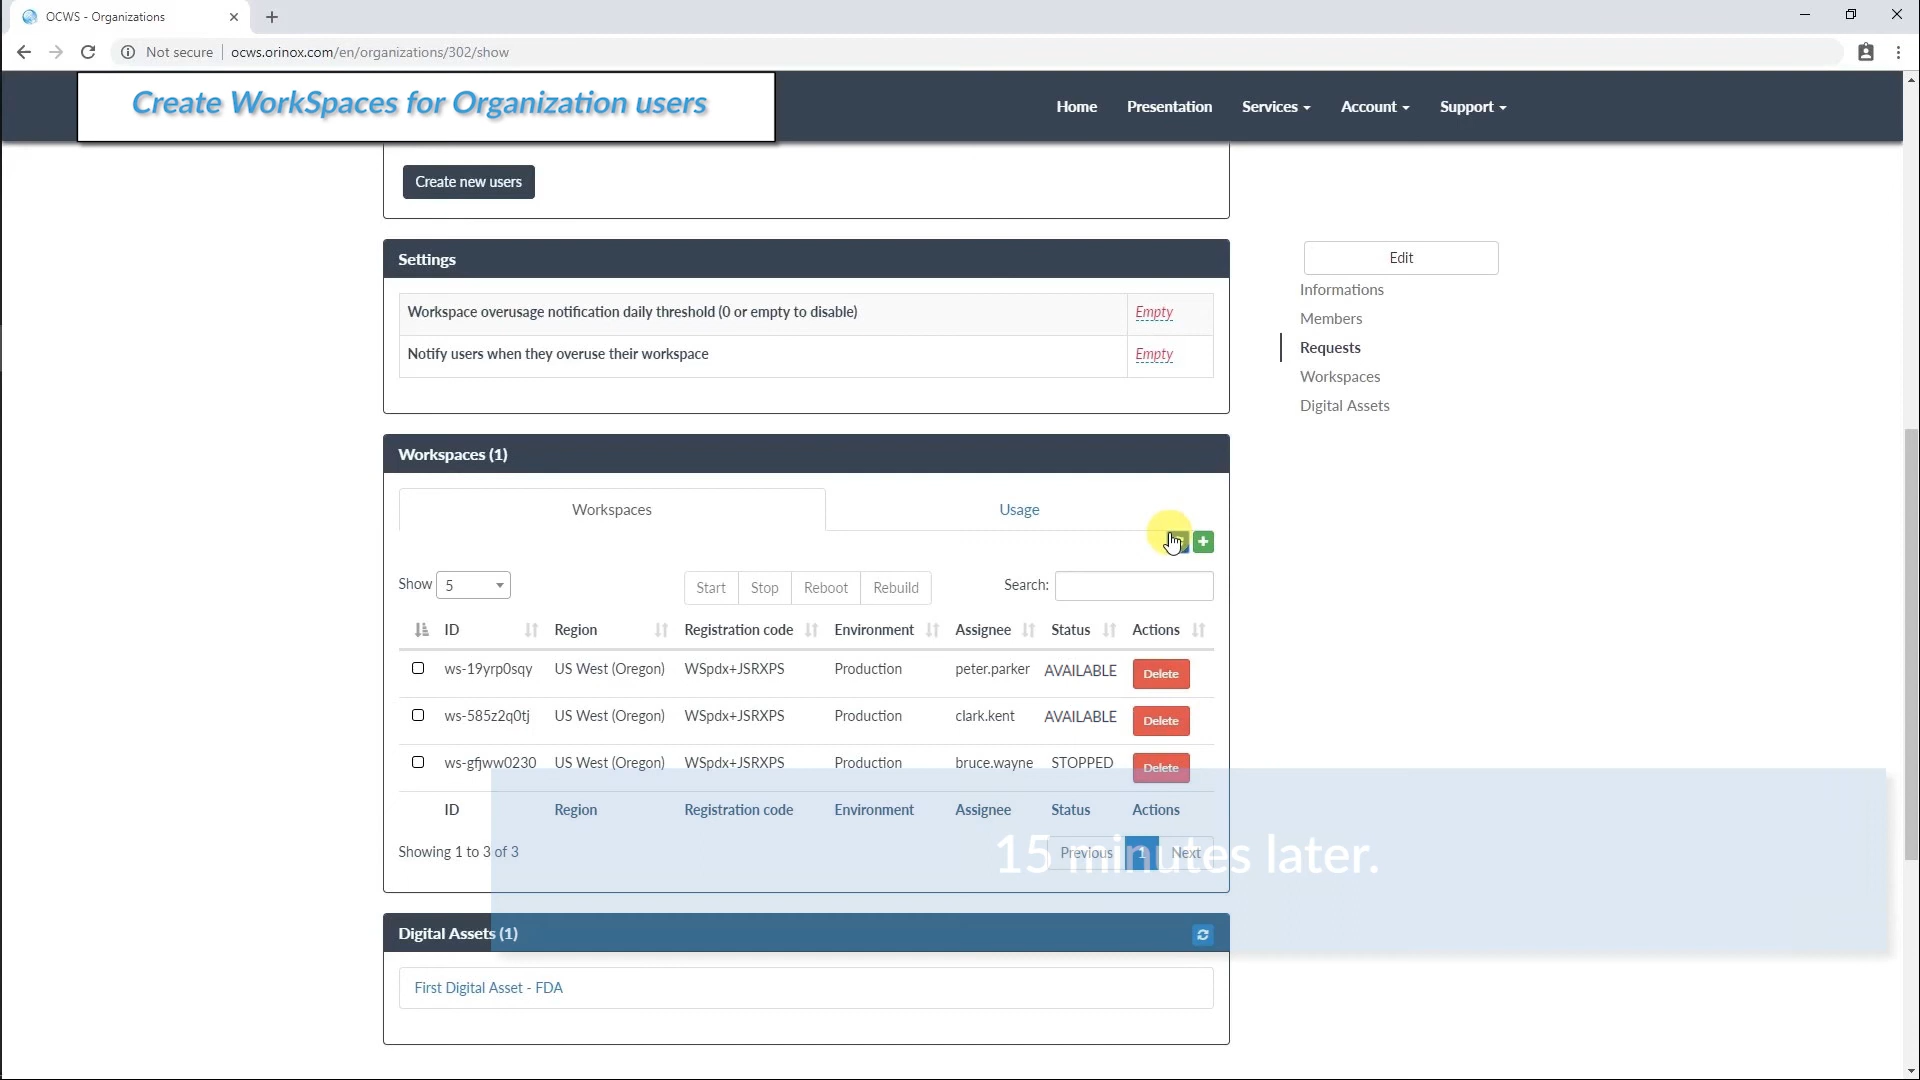 OCWS - Organizations
Not secure ocws.orinox.com/en/organizations/302/show
Create WorkSpaces for Organization users
Home Presentation Services Account Support
Create new users
Settings
Workspace overusage notification daily threshold (0 or empty to disable) Empty
Notify users when they overuse their workspace Empty
Edit
Informations
Members
Requests
Workspaces
Digital Assets
Workspaces (1)
Workspaces Usage
Show 5 Start Stop Reboot Rebuild Search:
ID Region Registration code Environment Assignee Status Actions
ws-19yrp0sqy US West (Oregon) WSpdx+JSRXPS Production peter.parker AVAILABLE Delete
ws-585z2q0tj US West (Oregon) WSpdx+JSRXPS Production clark.kent AVAILABLE Delete
ws-gfjww0230 US West (Oregon) WSpdx+JSRXPS Production bruce.wayne STOPPED Delete
ID Region Registration code Environment Assignee Status Actions
Showing 1 to 3 of 3 Previous 1 Next
15 minutes later.
Digital Assets (1)
First Digital Asset - FDA